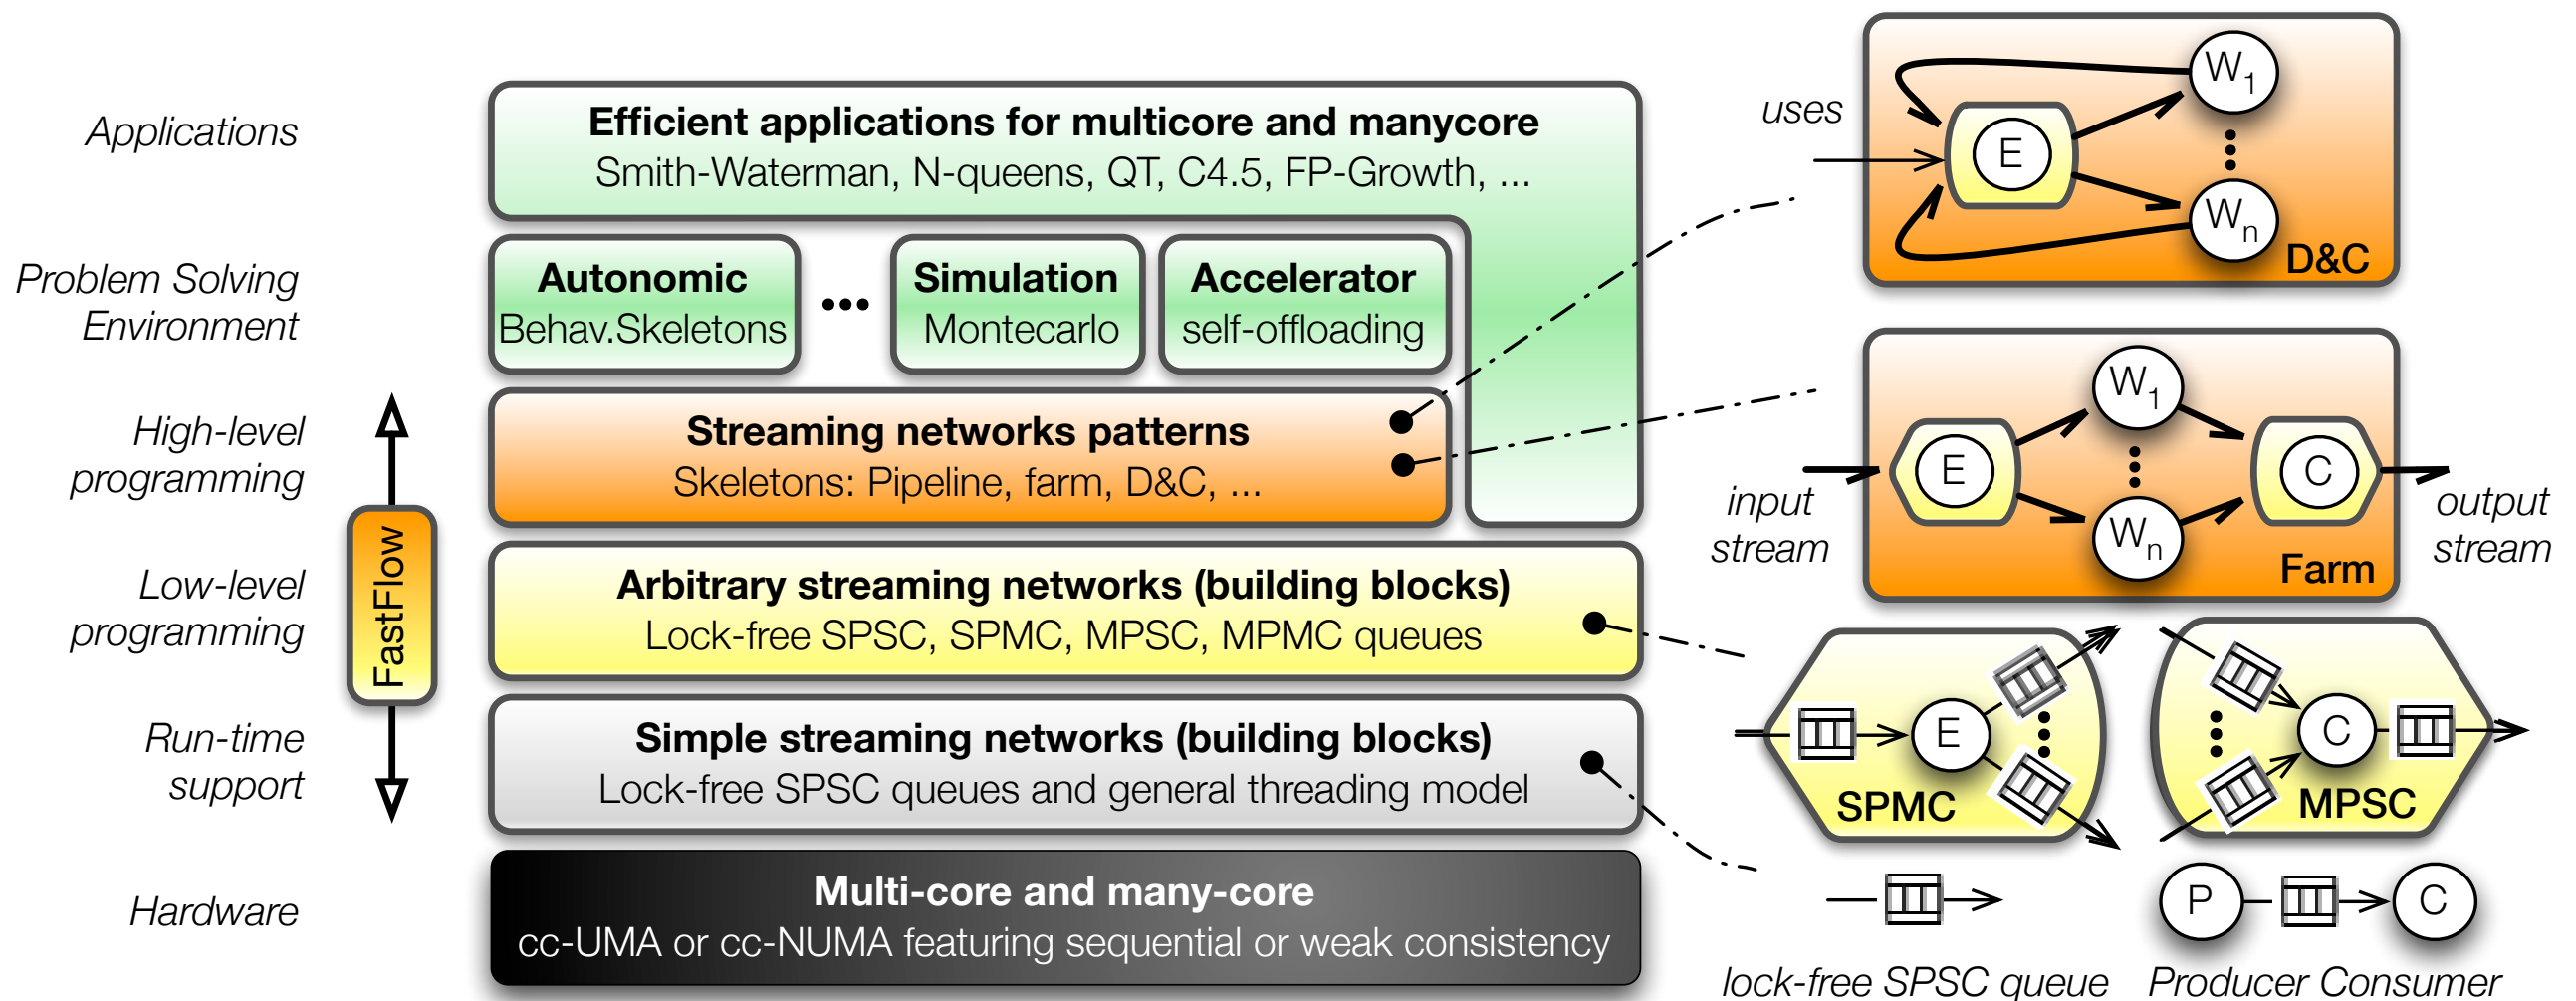 Applications
Efficient applications for multicore and manycore
Smith-Waterman, N-queens, QT, C4.5, FP-Growth, ...
Problem Solving
Environment
Autonomic
Behav.Skeletons
•••
Simulation
Montecarlo
Accelerator
self-offloading
High-level
programming
Streaming networks patterns
Skeletons: Pipeline, farm, D&C, ...
FastFlow
Low-level
programming
Arbitrary streaming networks (building blocks)
Lock-free SPSC, SPMC, MPSC, MPMC queues
Run-time
support
Simple streaming networks (building blocks)
Lock-free SPSC queues and general threading model
Hardware
Multi-core and many-core
cc-UMA or cc-NUMA featuring sequential or weak consistency
uses
E
W1
Wn
D&C
input
stream
E
W1
Wn
C
Farm
output
stream
E
SPMC
C
MPSC
lock-free SPSC queue
P
C
Producer Consumer